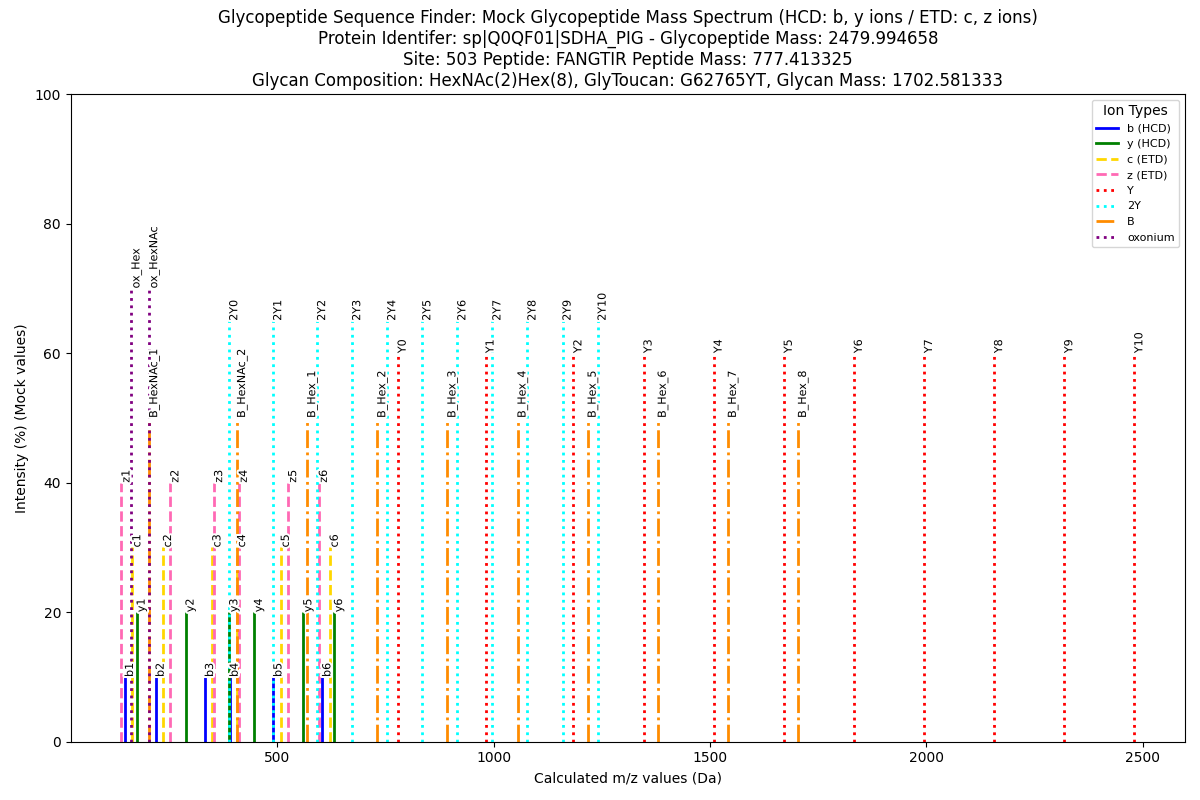 Glycopeptide Sequence Finder: Mock Glycopeptide Mass Spectrum (HCD: b, y ions / ETD: c, z ions)
Protein Identifer: sp|Q0QF01|SDHA_PIG - Glycopeptide Mass: 2479.994658
Site: 503 Peptide: FANGTIR Peptide Mass: 777.413325
Glycan Composition: HexNAc(2)Hex(8), GlyToucan: G62765YT, Glycan Mass: 1702.581333
Intensity (%) (Mock values)
100
80
60
40
20
0
Ion Types
b (HCD)
y (HCD)
c (ETD)
z (ETD)
Y
2Y
B
oxonium
ox_Hex
ox_HexNAc
2Y0
2Y1
2Y2
2Y3
2Y4
2Y5
2Y6
2Y7
2Y8
2Y9
2Y10
Y0
Y1
Y2
Y3
Y4
Y5
Y6
Y7
Y8
Y9
Y10
B_HexNAc_1
B_HexNAc_2
B_Hex_1
B_Hex_2
B_Hex_3
B_Hex_4
B_Hex_5
B_Hex_6
B_Hex_7
B_Hex_8
z1
z2
z3
z4
z5
z6
c1
c2
c3
c4
c5
c6
y1
y2
y3
y4
y5
y6
b1
b2
b3
b4
b5
b6
500
1000
1500
2000
2500
Calculated m/z values (Da)